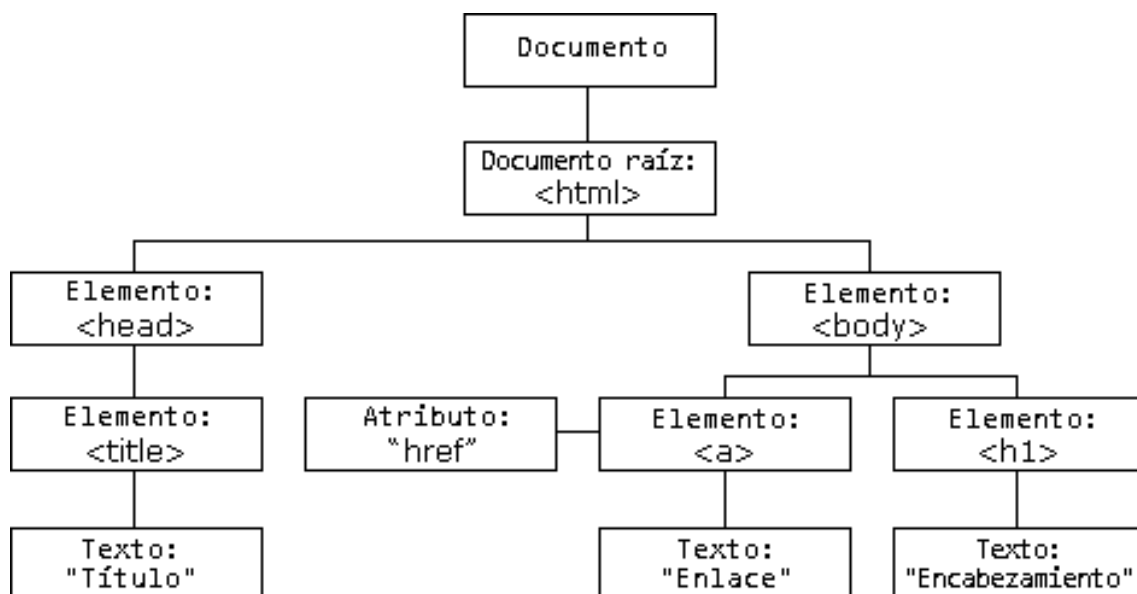 Documento
Documento raíz:
<html>
Elemento:
<head>
Elemento:
<body>
Elemento:
<title>
Atributo:
“href”
Elemento:
<a>
Elemento:
<h1>
Texto:
"Título"
Texto:
"Enlace"
Texto:
"Encabezamiento"